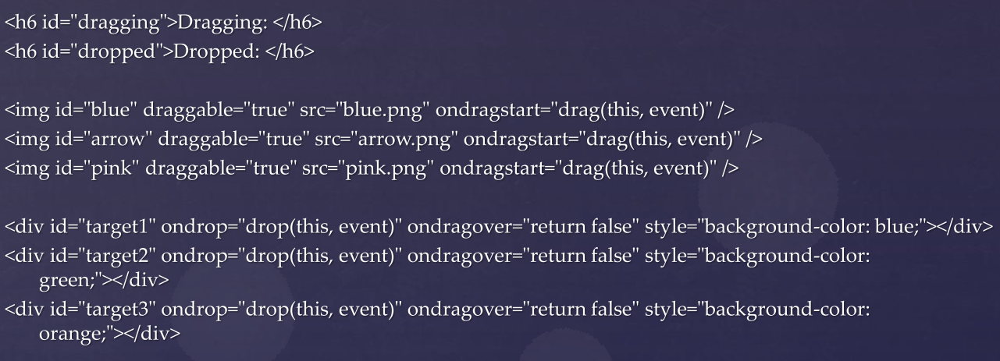 <h6 id="dragging">Dragging: </h6>
<h6 id="dropped">Dropped: </h6>
<img id="blue" draggable="true" src="blue.png" ondragstart="drag(this, event)" />
<img id="arrow" draggable="true" src="arrow.png" ondragstart="drag(this, event)" />
<img id="pink" draggable="true" src="pink.png" ondragstart="drag(this, event)" />
<div id="target1" ondrop="drop(this, event)" ondragover="return false" style="background-color: blue;"></div>
<div id="target2" ondrop="drop(this, event)" ondragover="return false" style="background-color:
green;"></div>
<div id="target3" ondrop="drop(this, event)" ondragover="return false" style="background-color:
orange;"></div>